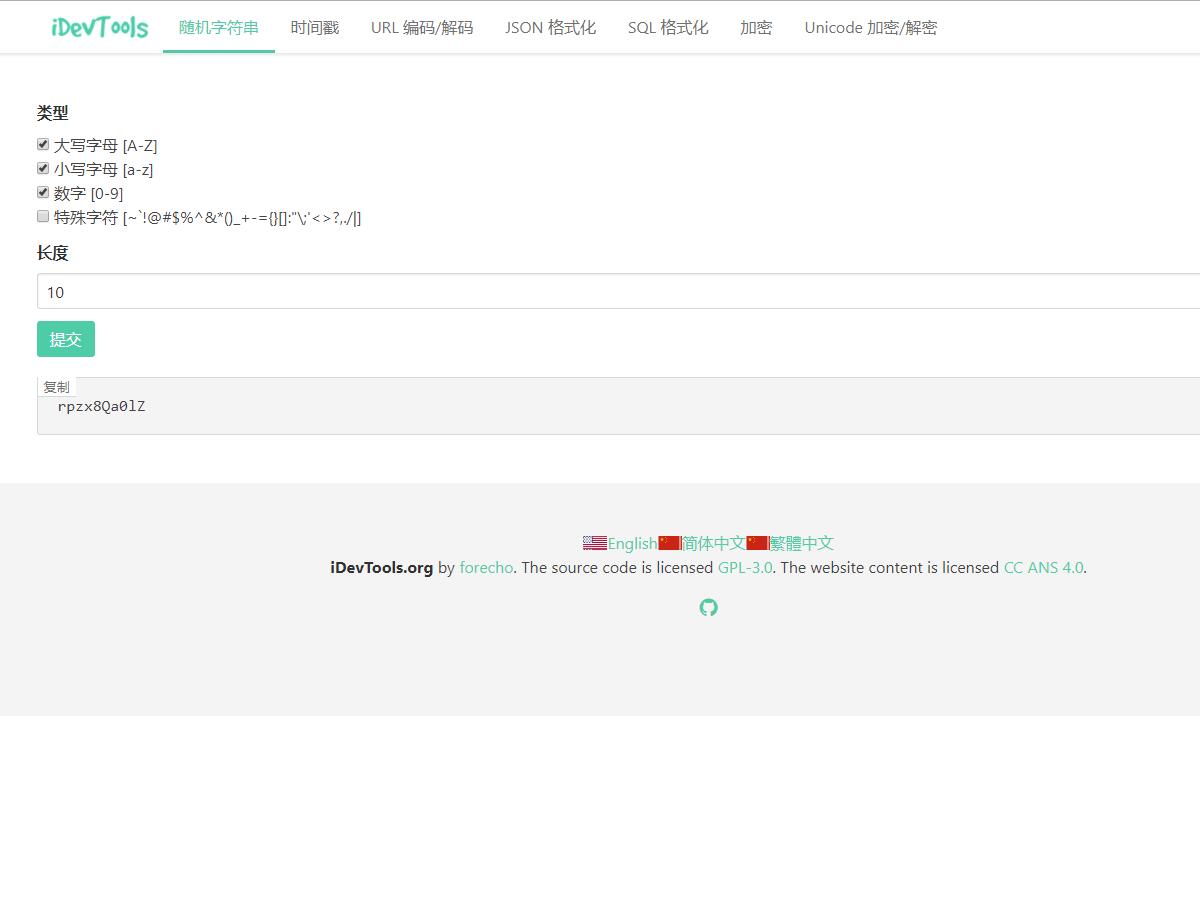 iDevTools 随机字符串 时间戳 URL 编码/解码 JSON 格式化 SQL 格式化 加密 Unicode 加密/解密
类型
大写字母 [A-Z]
小写字母 [a-z]
数字 [0-9]
特殊字符 [~`!@#$%^&*()_+-={}[]:"\;'<>?,./|]
长度
10
提交
复制
rpzx8Qa0lZ
English简体中文繁體中文
iDevTools.org by forecho. The source code is licensed GPL-3.0. The website content is licensed CC ANS 4.0.